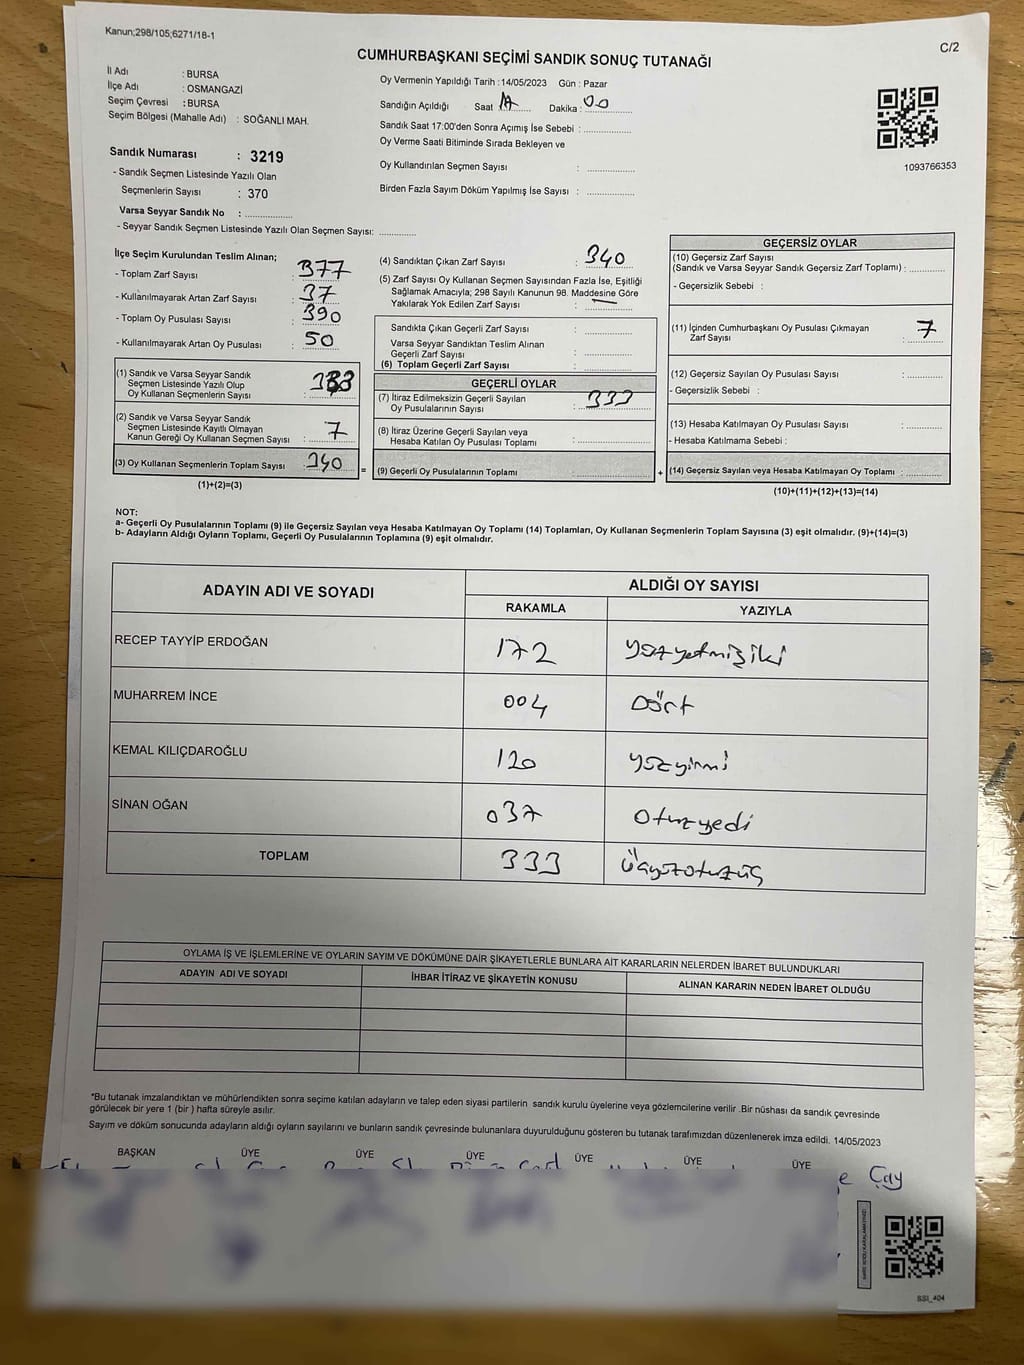 Kanun;298/105;6271/18-1
C/2
CUMHURBAŞKANI SEÇİMİ SANDIK SONUÇ TUTANAĞI
İl Adı : BURSA
İlçe Adı : OSMANGAZİ
Seçim Çevresi : BURSA
Seçim Bölgesi (Mahalle Adı) : SOĞANLI MAH.
Sandık Numarası : 3219
- Sandık Seçmen Listesinde Yazılı Olan
Seçmenlerin Sayısı : 370
Varsa Seyyar Sandık No : ................
- Seyyar Sandık Seçmen Listesinde Yazılı Olan Seçmen Sayısı: ............
Oy Vermenin Yapıldığı Tarih : 14/05/2023 Gün : Pazar
Sandığın Açıldığı Saat Dakika : 00
Sandık Saat 17:00'den Sonra Açımış İse Sebebi : ................
Oy Verme Saati Bitiminde Sırada Bekleyen ve
Oy Kullandırılan Seçmen Sayısı : ................
Birden Fazla Sayım Döküm Yapılmış İse Sayısı : ................
1093766353
İlçe Seçim Kurulundan Teslim Alınan;
- Toplam Zarf Sayısı : 377
- Kullanılmayarak Artan Zarf Sayısı : 37
- Toplam Oy Pusulası Sayısı : 390
- Kullanılmayarak Artan Oy Pusulası : 50
(1) Sandık ve Varsa Seyyar Sandık
Seçmen Listesinde Yazılı Olup
Oy Kullanan Seçmenlerin Sayısı : 333
(2) Sandık ve Varsa Seyyar Sandık
Seçmen Listesinde Kayıtlı Olmayan
Kanun Gereği Oy Kullanan Seçmen Sayısı : 7
(3) Oy Kullanan Seçmenlerin Toplam Sayısı : 340
(1)+(2)=(3)
(4) Sandıktan Çıkan Zarf Sayısı : 340
(5) Zarf Sayısı Oy Kullanan Seçmen Sayısından Fazla İse, Eşitliği
Sağlamak Amacıyla; 298 Sayılı Kanunun 98. Maddesine Göre
Yakılarak Yok Edilen Zarf Sayısı : —
Sandıkta Çıkan Geçerli Zarf Sayısı : ................
Varsa Seyyar Sandıktan Teslim Alınan
Geçerli Zarf Sayısı : ................
(6) Toplam Geçerli Zarf Sayısı : ................
GEÇERLİ OYLAR
(7) İtiraz Edilmeksizin Geçerli Sayılan
Oy Pusulalarının Sayısı : 333
(8) İtiraz Üzerine Geçerli Sayılan veya
Hesaba Katılan Oy Pusulası Toplamı : ................
= (9) Geçerli Oy Pusulalarının Toplamı : ................
GEÇERSİZ OYLAR
(10) Geçersiz Zarf Sayısı
(Sandık ve Varsa Seyyar Sandık Geçersiz Zarf Toplamı) : ............
- Geçersizlik Sebebi :
(11) İçinden Cumhurbaşkanı Oy Pusulası Çıkmayan
Zarf Sayısı : 7
(12) Geçersiz Sayılan Oy Pusulası Sayısı : ............
- Geçersizlik Sebebi :
(13) Hesaba Katılmayan Oy Pusulası Sayısı : ............
- Hesaba Katılmama Sebebi :
+ (14) Geçersiz Sayılan veya Hesaba Katılmayan Oy Toplamı : ............
(10)+(11)+(12)+(13)=(14)
NOT:
a- Geçerli Oy Pusulalarının Toplamı (9) ile Geçersiz Sayılan veya Hesaba Katılmayan Oy Toplamı (14) Toplamları, Oy Kullanan Seçmenlerin Toplam Sayısına (3) eşit olmalıdır. (9)+(14)=(3)
b- Adayların Aldığı Oyların Toplamı, Geçerli Oy Pusulalarının Toplamına (9) eşit olmalıdır.
ADAYIN ADI VE SOYADI ALDIĞI OY SAYISI
RAKAMLA YAZIYLA
RECEP TAYYİP ERDOĞAN 172 yüzyetmişiki
MUHARREM İNCE 004 Dört
KEMAL KILIÇDAROĞLU 120 yüzyirmi
SİNAN OĞAN 037 Otuzyedi
TOPLAM 333 Üçyüzotuzüç
OYLAMA İŞ VE İŞLEMLERİNE VE OYLARIN SAYIM VE DÖKÜMÜNE DAİR ŞİKAYETLERLE BUNLARA AİT KARARLARIN NELERDEN İBARET BULUNDUKLARI
ADAYIN ADI VE SOYADI İHBAR İTİRAZ VE ŞİKAYETİN KONUSU ALINAN KARARIN NEDEN İBARET OLDUĞU
*Bu tutanak imzalandıktan ve mühürlendikten sonra seçime katılan adayların ve talep eden siyasi partilerin sandık kurulu üyelerine veya gözlemcilerine verilir .Bir nüshası da sandık çevresinde
görülecek bir yere 1 (bir ) hafta süreyle asılır.
Sayım ve döküm sonucunda adayların aldığı oyların sayılarını ve bunların sandık çevresinde bulunanlara duyurulduğunu gösteren bu tutanak tarafımızdan düzenlenerek imza edildi. 14/05/2023
BAŞKAN ÜYE ÜYE ÜYE ÜYE ÜYE ÜYE
Çay
SSI_404